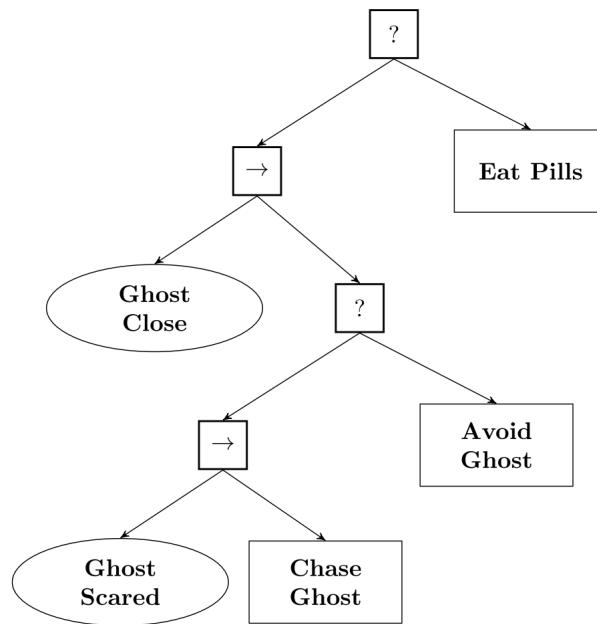 ?
→
Eat Pills
Ghost
Close
?
→
Avoid
Ghost
Ghost
Scared
Chase
Ghost